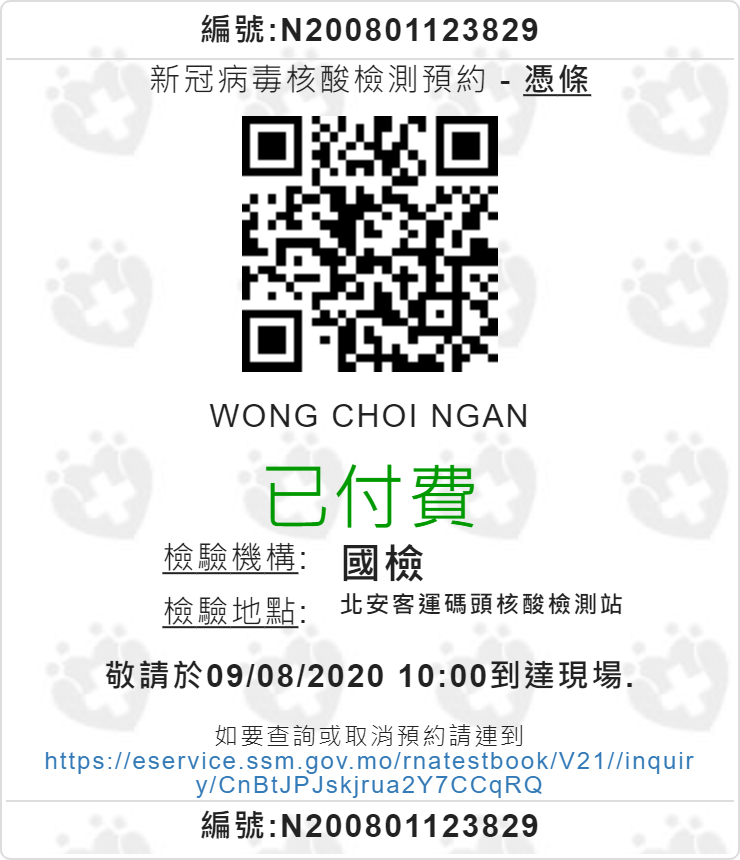 編號:N200801123829
新冠病毒核酸檢測預約 - 憑條
WONG CHOI NGAN
已付費
檢驗機構: 國檢
檢驗地點: 北安客運碼頭核酸檢測站
敬請於09/08/2020 10:00到達現場.
如要查詢或取消預約請連到
https://eservice.ssm.gov.mo/rnatestbook/V21//inquir
y/CnBtJPJskjrua2Y7CCqRQ
編號:N200801123829